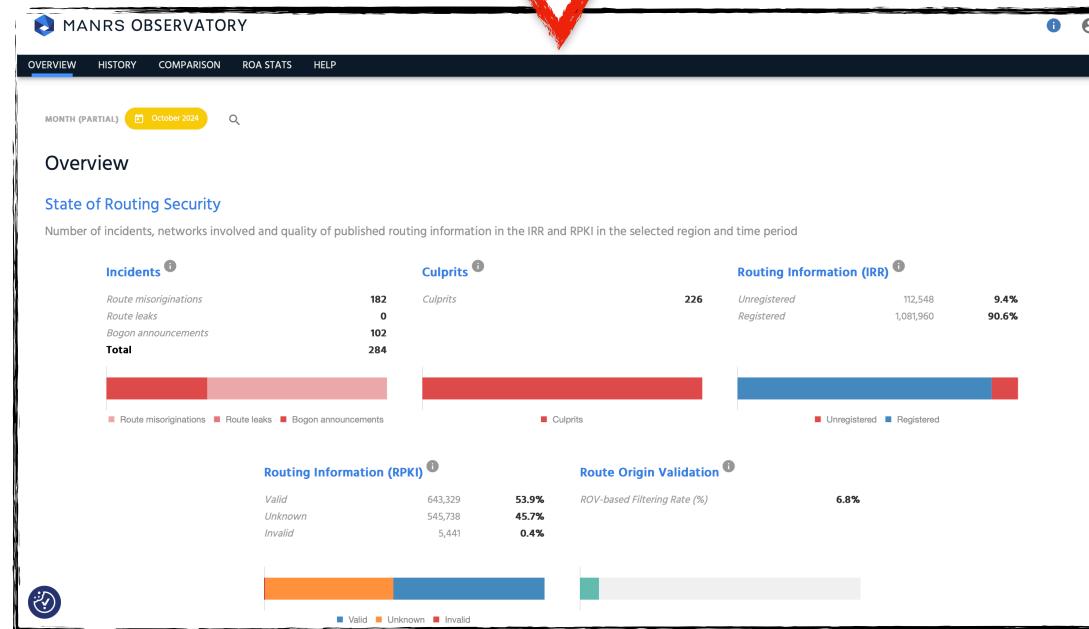 MANRS OBSERVATORY
OVERVIEW HISTORY COMPARISON ROA STATS HELP
MONTH (PARTIAL) October 2024
Overview
State of Routing Security
Number of incidents, networks involved and quality of published routing information in the IRR and RPKI in the selected region and time period
Incidents
Route misoriginations 182
Route leaks 0
Bogon announcements 102
Total 284
Route misoriginations Route leaks Bogon announcements
Culprits
Culprits 226
Culprits
Routing Information (IRR)
Unregistered 112,548 9.4%
Registered 1,081,960 90.6%
Unregistered Registered
Routing Information (RPKI)
Valid 643,329 53.9%
Unknown 545,738 45.7%
Invalid 5,441 0.4%
Valid Unknown Invalid
Route Origin Validation
ROV-based Filtering Rate (%) 6.8%